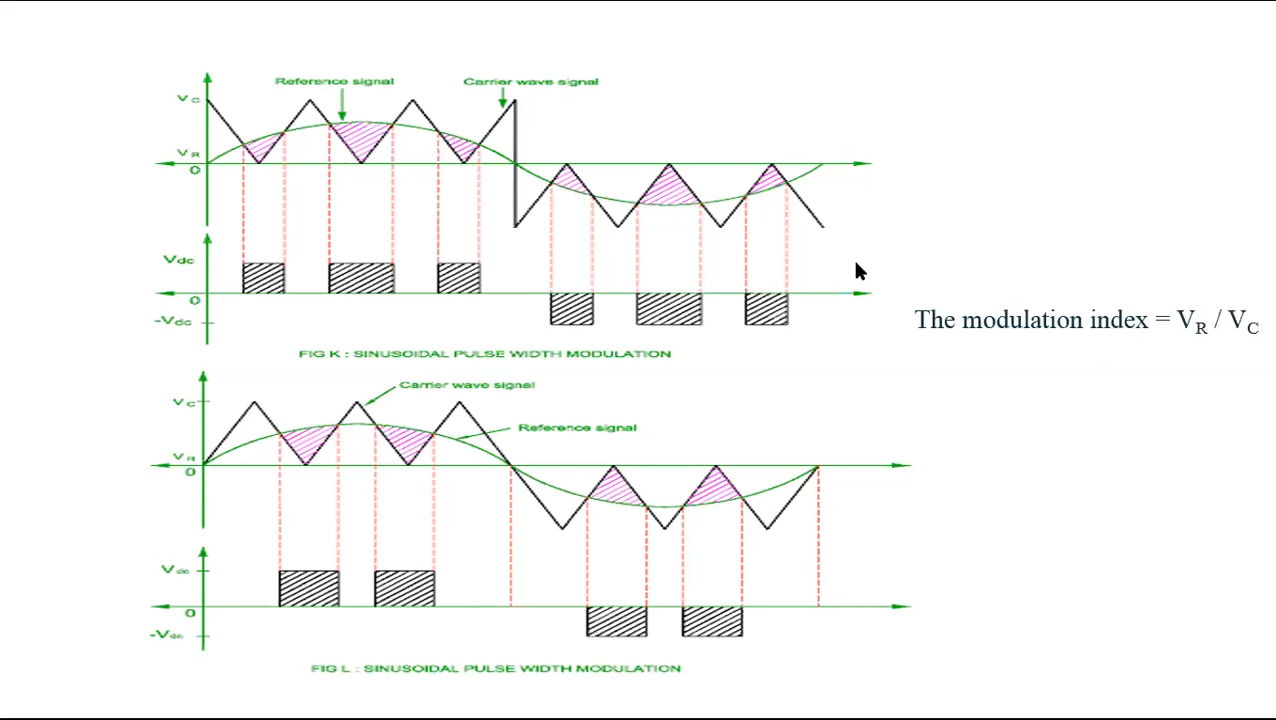 Reference signal
Carrier wave signal
VC
VR
0
Vdc
0
-Vdc
The modulation index = VR / VC
FIG K : SINUSOIDAL PULSE WIDTH MODULATION
Carrier wave signal
VC
Reference signal
VR
0
Vdc
0
-Vdc
FIG L : SINUSOIDAL PULSE WIDTH MODULATION